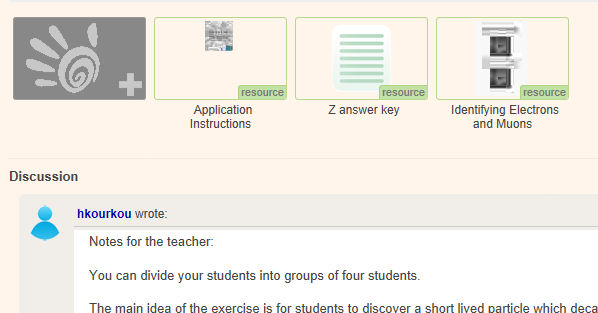 resource
resource
resource
Application
Instructions
Z answer key
Identifying Electrons
and Muons
Discussion
hkourkou wrote:
Notes for the teacher:
You can divide your students into groups of four students.
The main idea of the exercise is for students to discover a short lived particle which deca